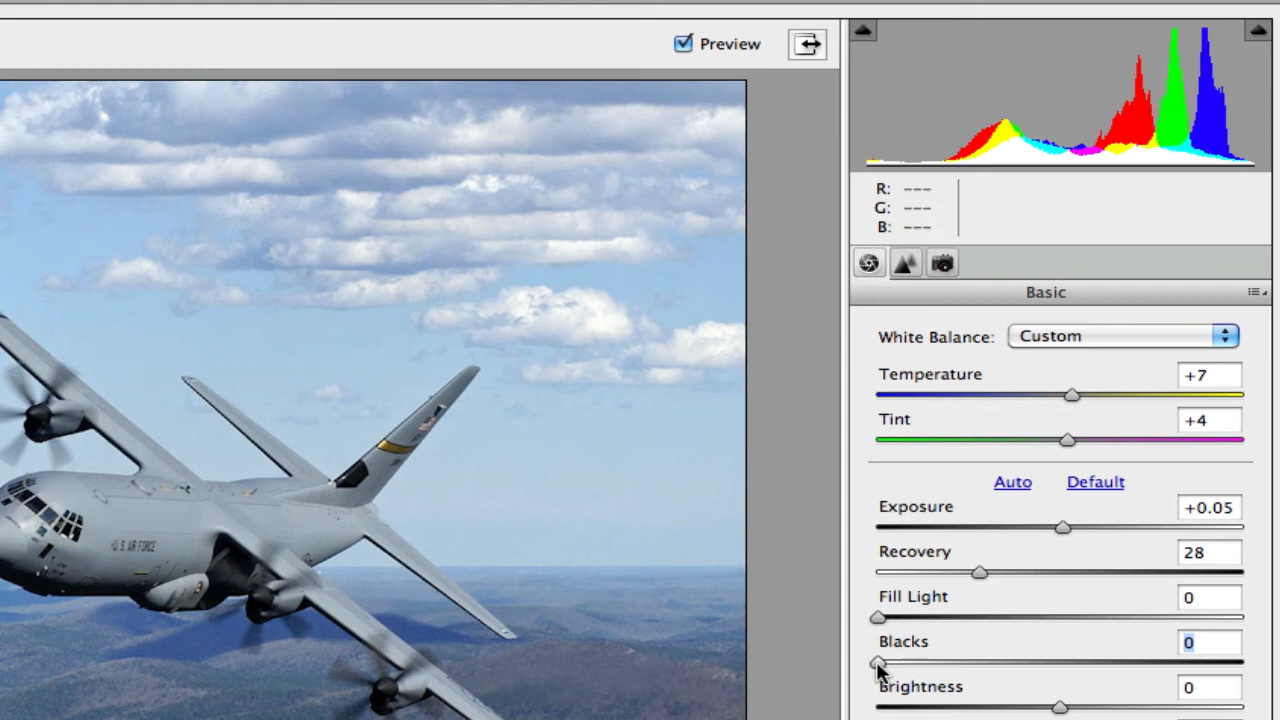 Preview
R: ---
G: ---
B: ---
Basic
White Balance: Custom
Temperature +7
Tint +4
Auto Default
Exposure +0.05
Recovery 28
Fill Light 0
Blacks 0
Brightness 0
U.S. AIR FORCE